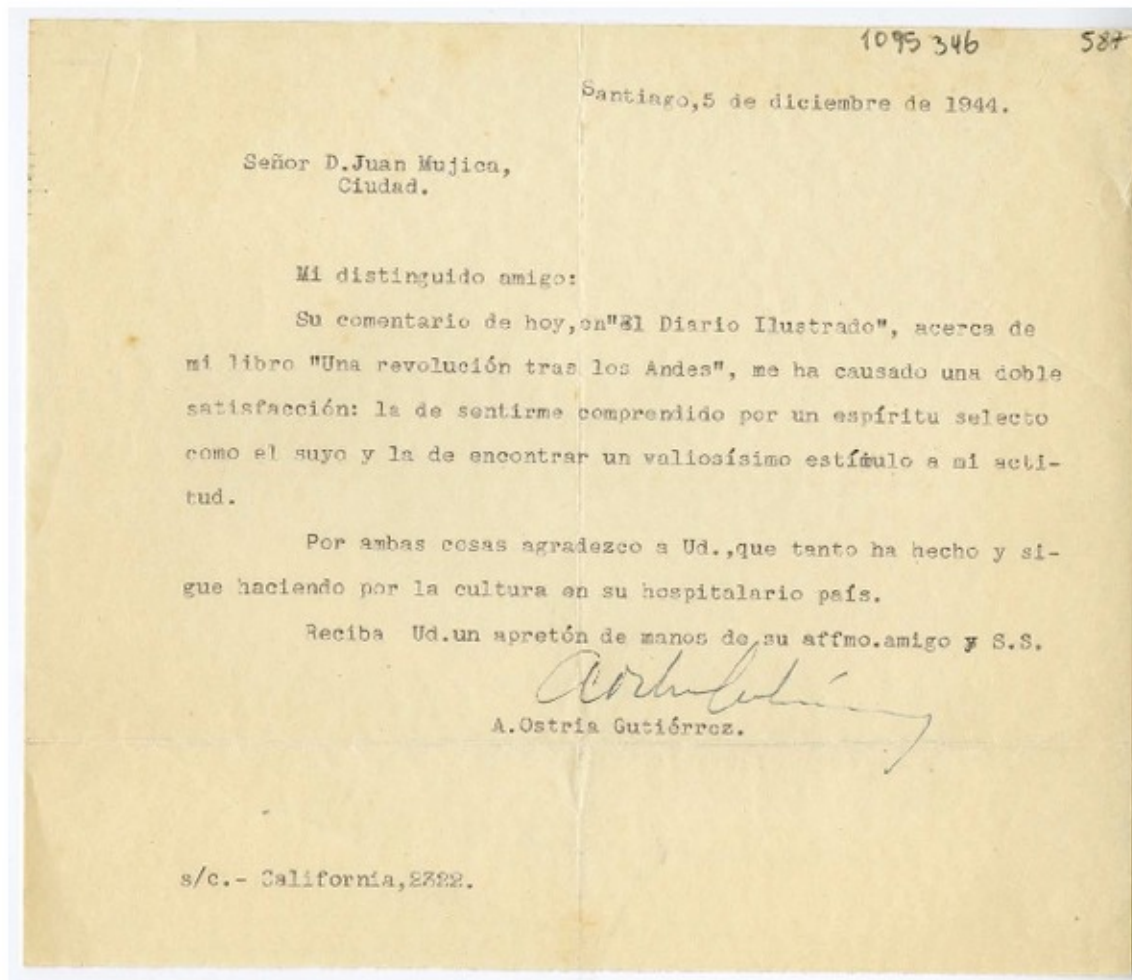 1095 346 587
Santiago,5 de diciembre de 1944.
Señor D.Juan Mujica,
Ciudad.
Mi distinguido amigo:
Su comentario de hoy,en"El Diario Ilustrado", acerca de
mi libro "Una revolución tras los Andes", me ha causado una doble
satisfacción: la de sentirme comprendido por un espíritu selecto
como el suyo y la de encontrar un valiosísimo estímulo a mi acti-
tud.
Por ambas cosas agradezco a Ud.,que tanto ha hecho y si-
gue haciendo por la cultura en su hospitalario país.
Reciba Ud.un apretón de manos de su affmo.amigo y S.S.
A.Ostria Gutiérrez.
s/c.- California,2322.